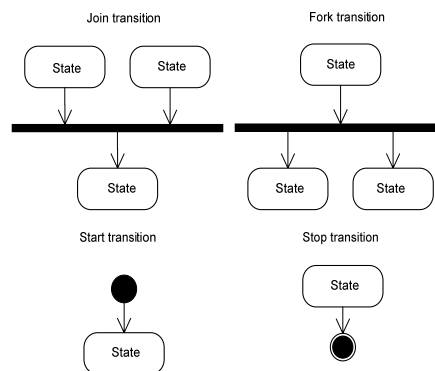 Join transition
Fork transition
State
State
State
State
State
State
Start transition
Stop transition
State
State